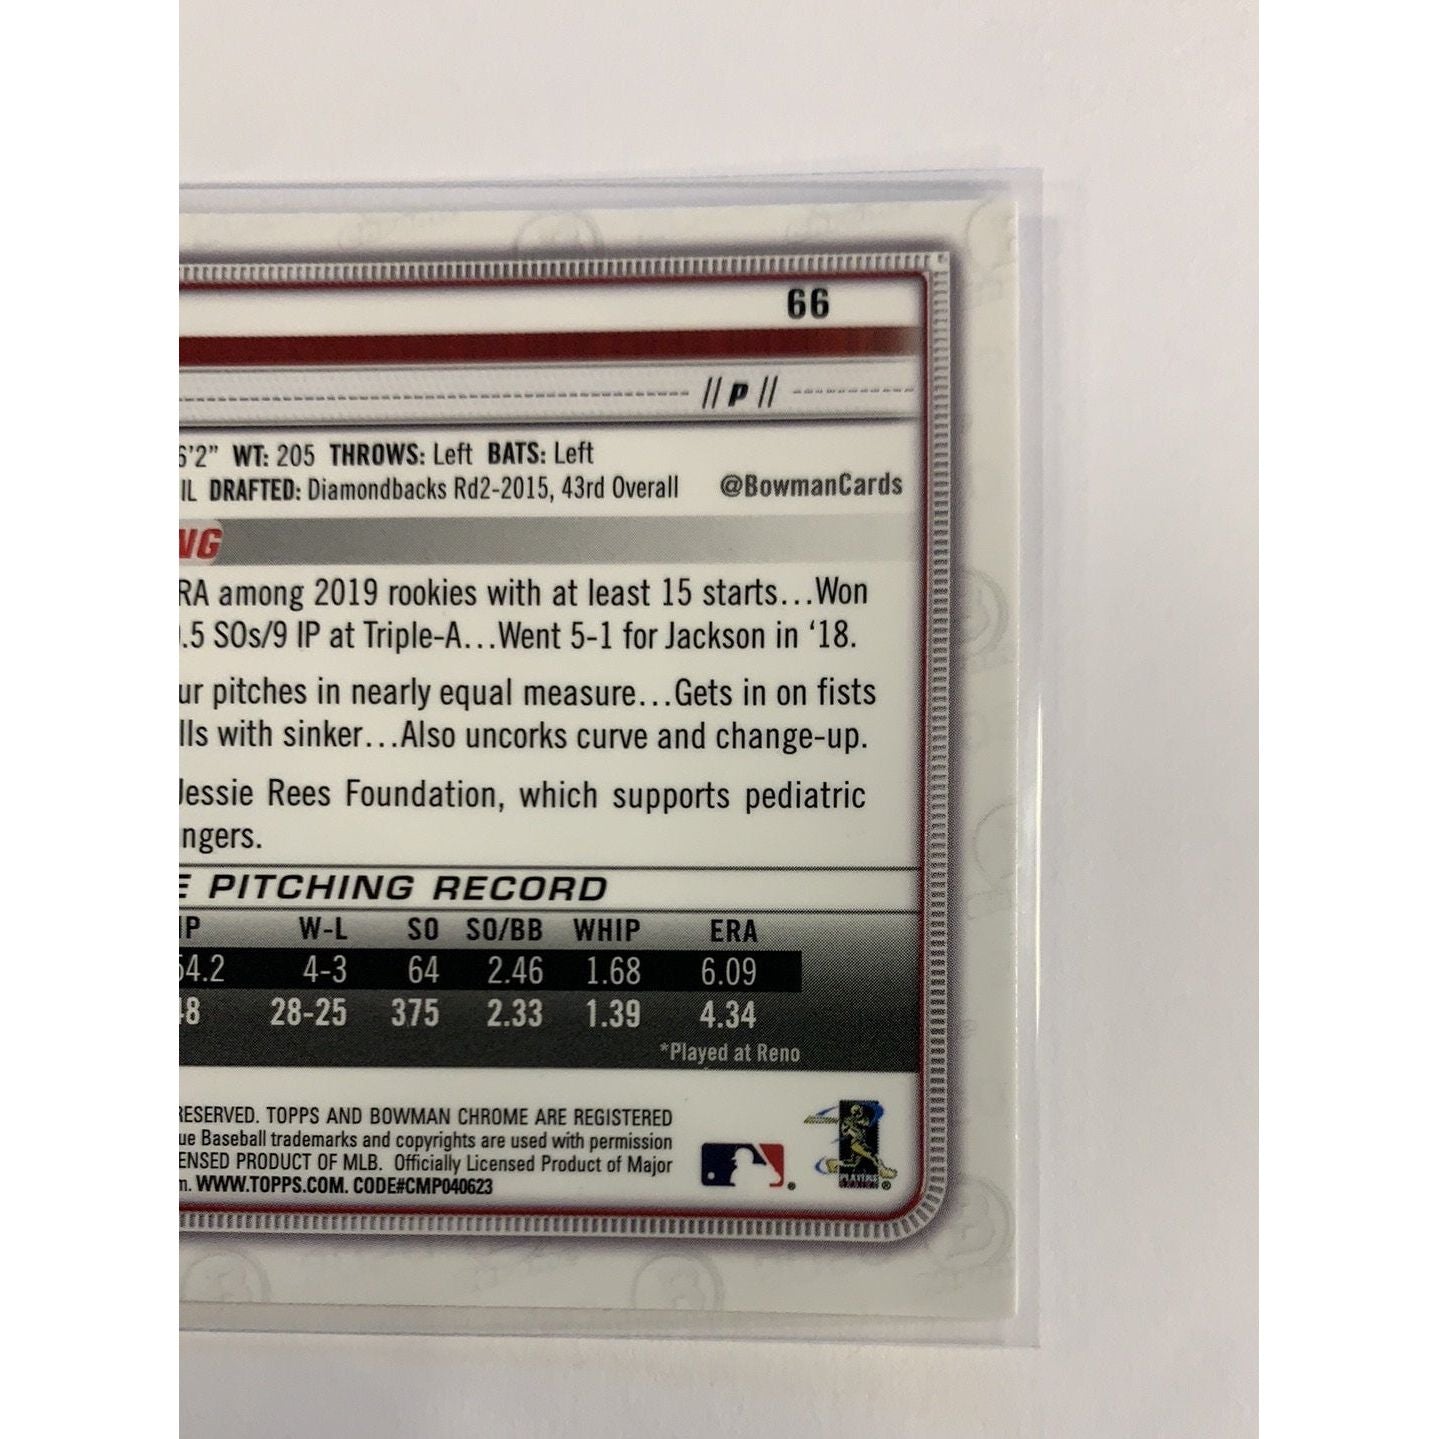 66
// P //
6'2” WT: 205 THROWS: Left BATS: Left
IL DRAFTED: Diamondbacks Rd2-2015, 43rd Overall @BowmanCards
NG
RA among 2019 rookies with at least 15 starts...Won
.5 SOs/9 IP at Triple-A...Went 5-1 for Jackson in ‘18.
ur pitches in nearly equal measure...Gets in on fists
lls with sinker...Also uncorks curve and change-up.
Jessie Rees Foundation, which supports pediatric
ngers.
E PITCHING RECORD
IP W-L SO SO/BB WHIP ERA
54.2 4-3 64 2.46 1.68 6.09
48 28-25 375 2.33 1.39 4.34
*Played at Reno
RESERVED. TOPPS AND BOWMAN CHROME ARE REGISTERED
ue Baseball trademarks and copyrights are used with permission
ENSED PRODUCT OF MLB. Officially Licensed Product of Major
m. WWW.TOPPS.COM. CODE#CMP040623
PLAYERS